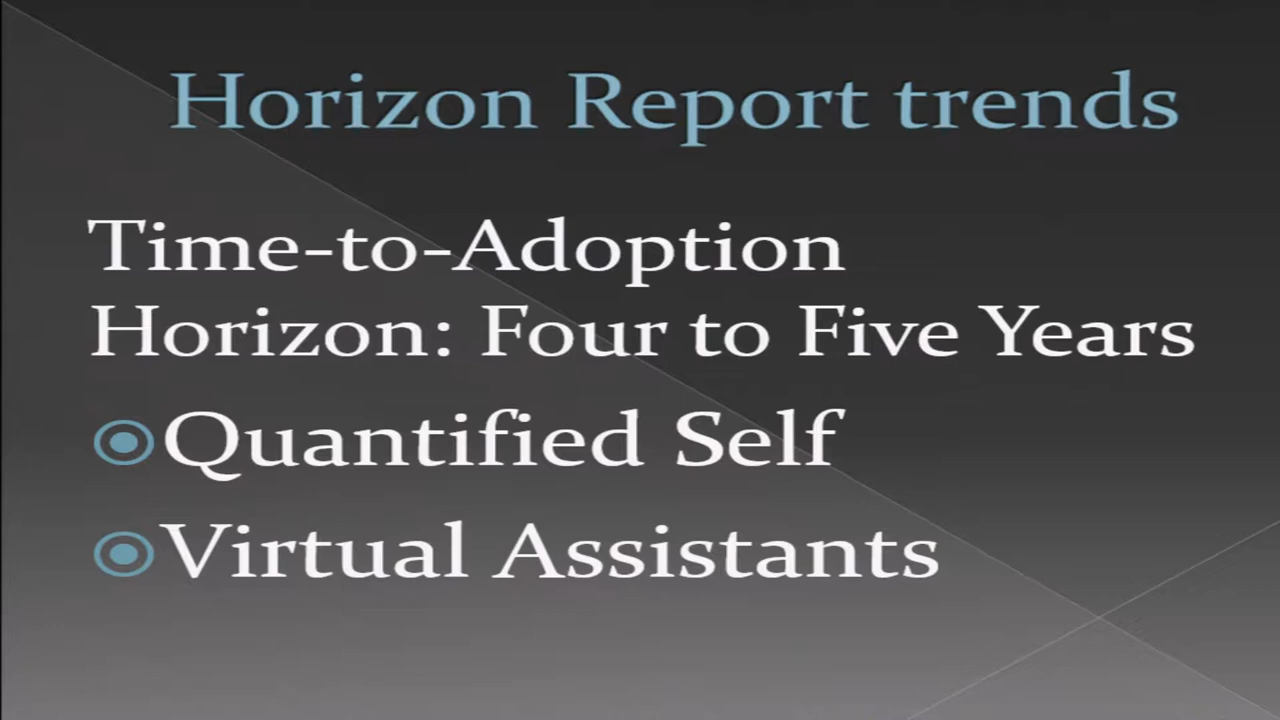 Horizon Report trends
Time-to-Adoption
Horizon: Four to Five Years
Quantified Self
Virtual Assistants